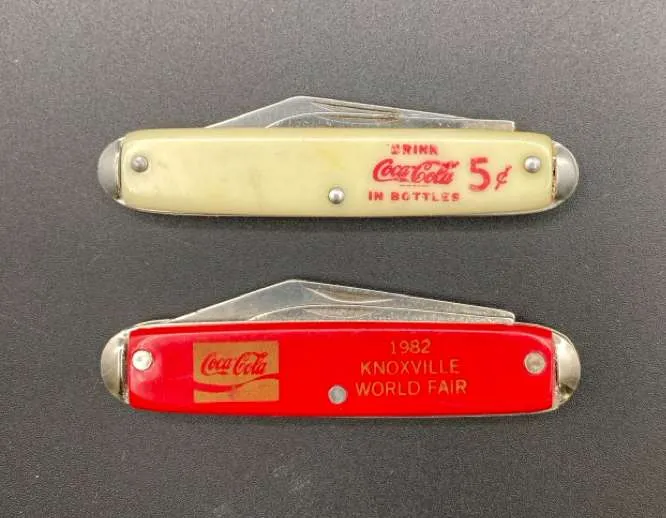 DRINK
Coca-Cola 5¢
IN BOTTLES
Coca-Cola
1982
KNOXVILLE
WORLD FAIR